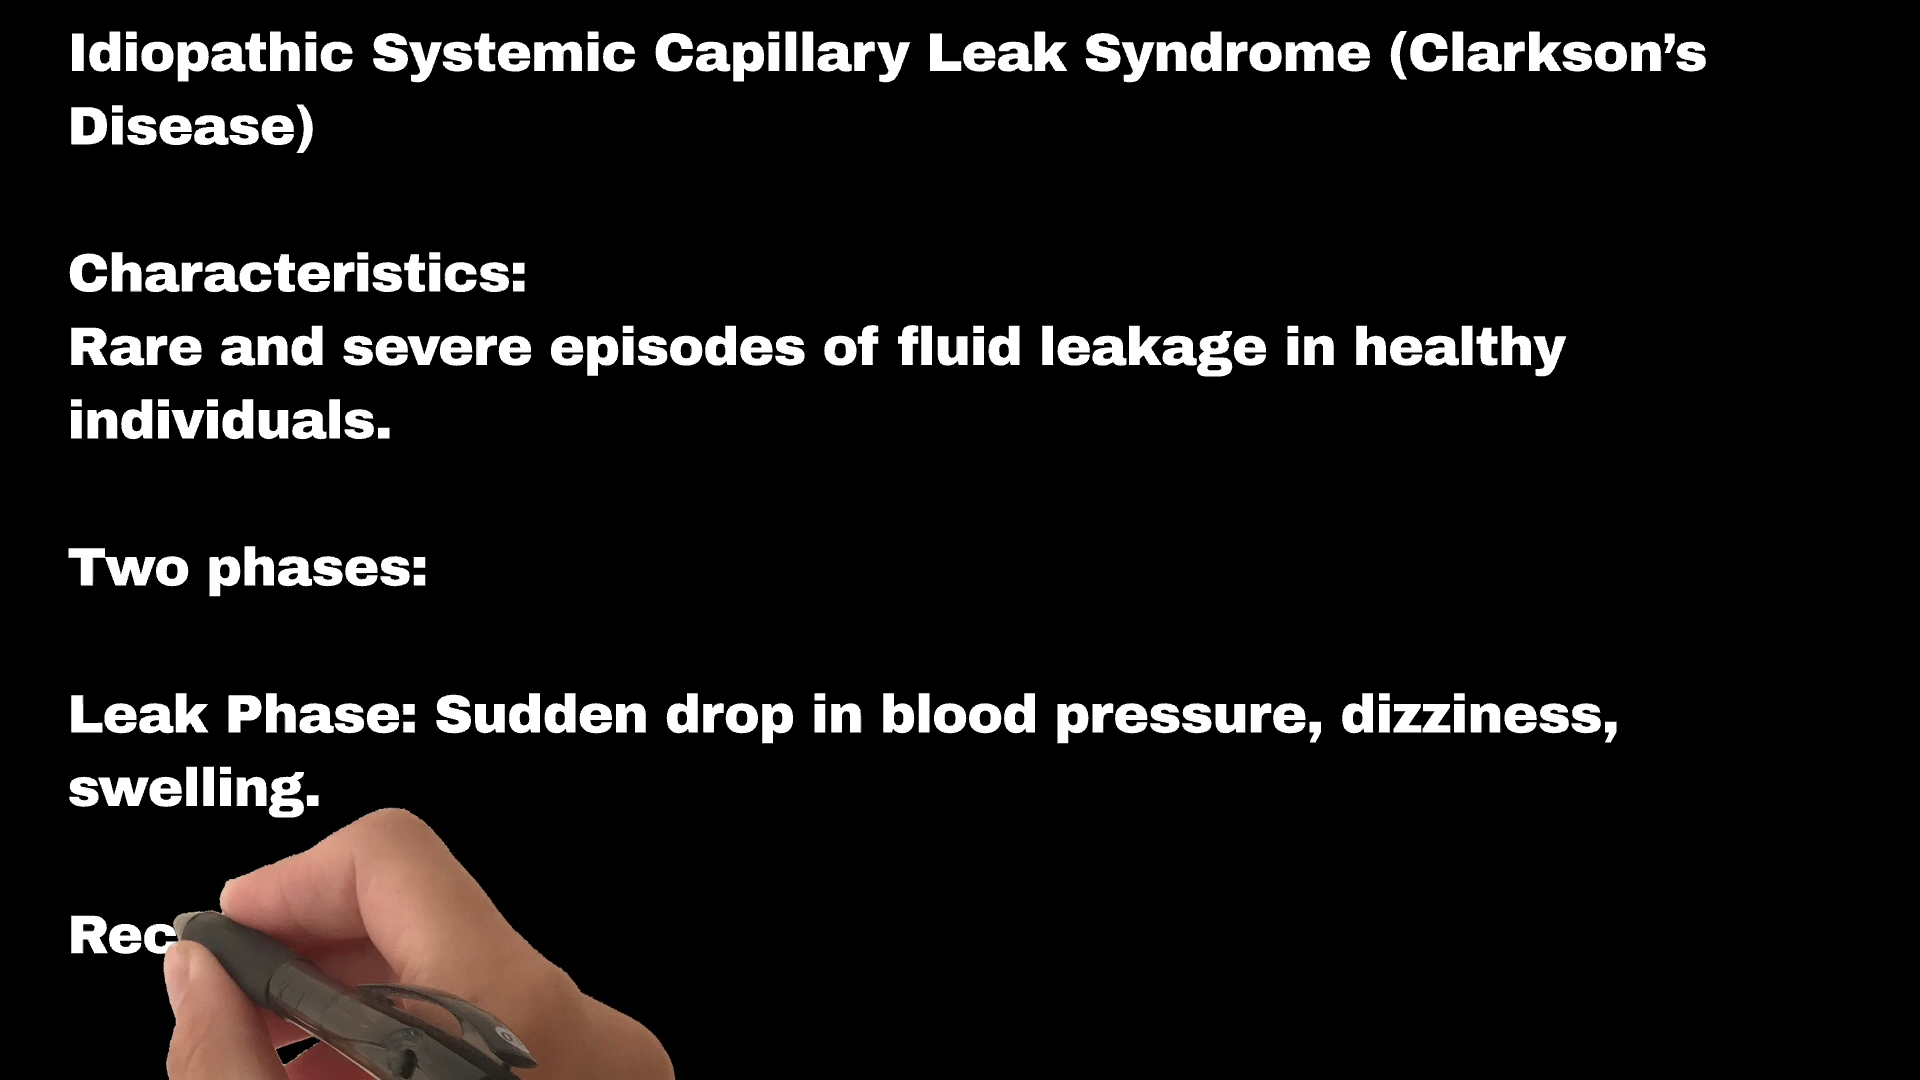 Idiopathic Systemic Capillary Leak Syndrome (Clarkson’s
Disease)
Characteristics:
Rare and severe episodes of fluid leakage in healthy
individuals.
Two phases:
Leak Phase: Sudden drop in blood pressure, dizziness,
swelling.
Rec